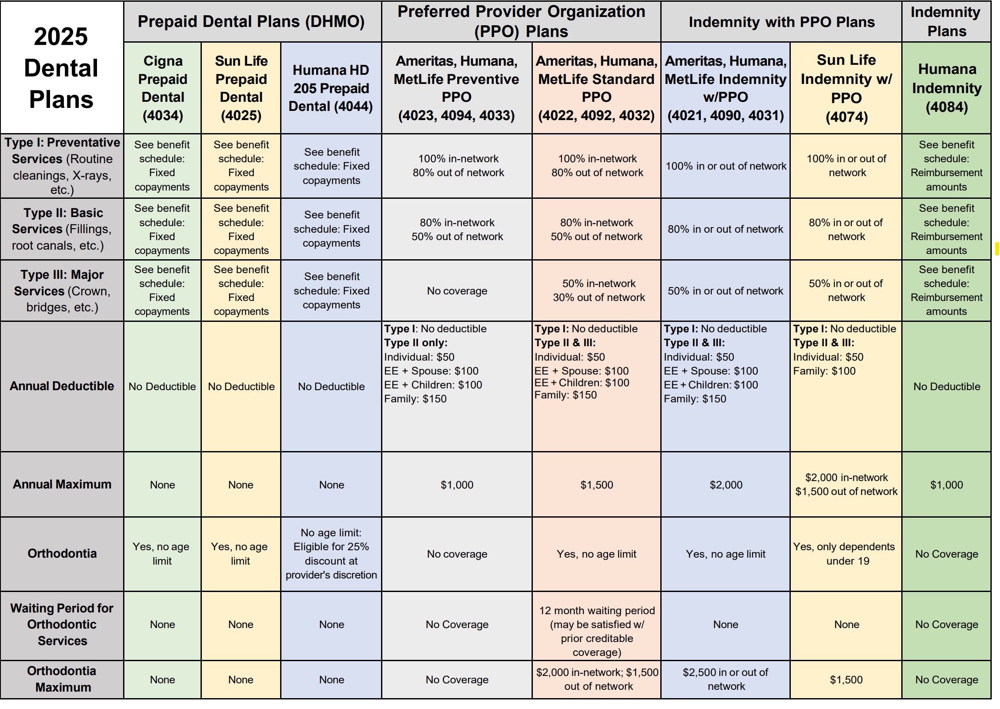 2025
Dental
Plans
Prepaid Dental Plans (DHMO)
Preferred Provider Organization
(PPO) Plans
Indemnity with PPO Plans
Indemnity
Plans
Cigna
Prepaid
Dental
(4034)
Sun Life
Prepaid
Dental
(4025)
Humana HD
205 Prepaid
Dental (4044)
Ameritas, Humana,
MetLife Preventive
PPO
(4023, 4094, 4033)
Ameritas, Humana,
MetLife Standard
PPO
(4022, 4092, 4032)
Ameritas, Humana,
MetLife Indemnity
w/PPO
(4021, 4090, 4031)
Sun Life
Indemnity w/
PPO
(4074)
Humana
Indemnity
(4084)
Type I: Preventative
Services (Routine
cleanings, X-rays,
etc.)
See benefit
schedule:
Fixed
copayments
See benefit
schedule:
Fixed
copayments
See benefit
schedule: Fixed
copayments
100% in-network
80% out of network
100% in-network
80% out of network
100% in or out of network
100% in or out of
network
See benefit
schedule:
Reimbursement
amounts
Type II: Basic
Services (Fillings,
root canals, etc.)
See benefit
schedule:
Fixed
copayments
See benefit
schedule:
Fixed
copayments
See benefit
schedule: Fixed
copayments
80% in-network
50% out of network
80% in-network
50% out of network
80% in or out of network
80% in or out of
network
See benefit
schedule:
Reimbursement
amounts
Type III: Major
Services (Crown,
bridges, etc.)
See benefit
schedule:
Fixed
copayments
See benefit
schedule:
Fixed
copayments
See benefit
schedule: Fixed
copayments
No coverage
50% in-network
30% out of network
50% in or out of network
50% in or out of
network
See benefit
schedule:
Reimbursement
amounts
Annual Deductible
No Deductible
No Deductible
No Deductible
Type I: No deductible
Type II only:
Individual: $50
EE + Spouse: $100
EE + Children: $100
Family: $150
Type I: No deductible
Type II & III:
Individual: $50
EE + Spouse: $100
EE + Children: $100
Family: $150
Type I: No deductible
Type II & III:
Individual: $50
EE + Spouse: $100
EE + Children: $100
Family: $150
Type I: No deductible
Type II & III:
Individual: $50
Family: $100
No Deductible
Annual Maximum
None
None
None
$1,000
$1,500
$2,000
$2,000 in-network
$1,500 out of network
$1,000
Orthodontia
Yes, no age
limit
Yes, no age
limit
No age limit:
Eligible for 25%
discount at
provider's discretion
No coverage
Yes, no age limit
Yes, no age limit
Yes, only dependents
under 19
No Coverage
Waiting Period for
Orthodontic
Services
None
None
None
No Coverage
12 month waiting period
(may be satisfied w/
prior creditable
coverage)
None
None
No Coverage
Orthodontia
Maximum
None
None
None
No Coverage
$2,000 in-network; $1,500
out of network
$2,500 in or out of
network
$1,500
No Coverage